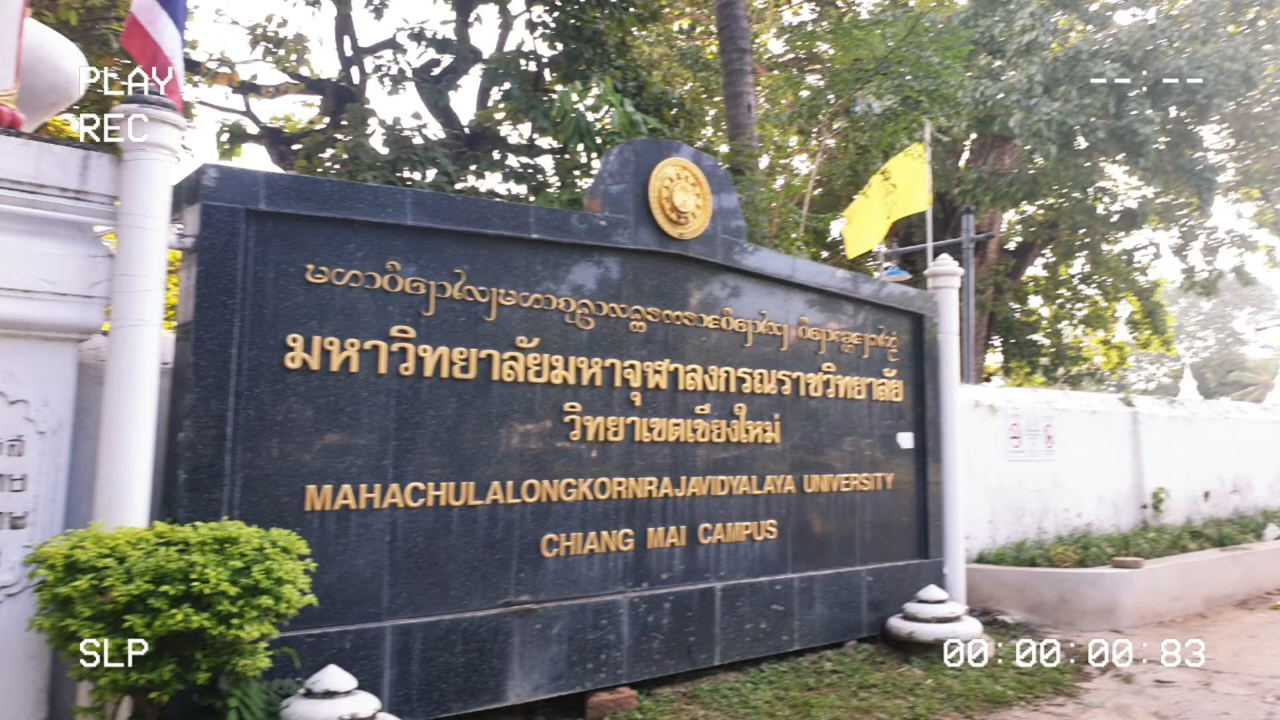 PLAY
REC
--:--
มหาวิทยาลัยมหาจุฬาลงกรณราชวิทยาลัย
วิทยาเขตเชียงใหม่
MAHACHULALONGKORNRAJAVIDYALAYA UNIVERSITY
CHIANG MAI CAMPUS
SLP
00:00:00:83